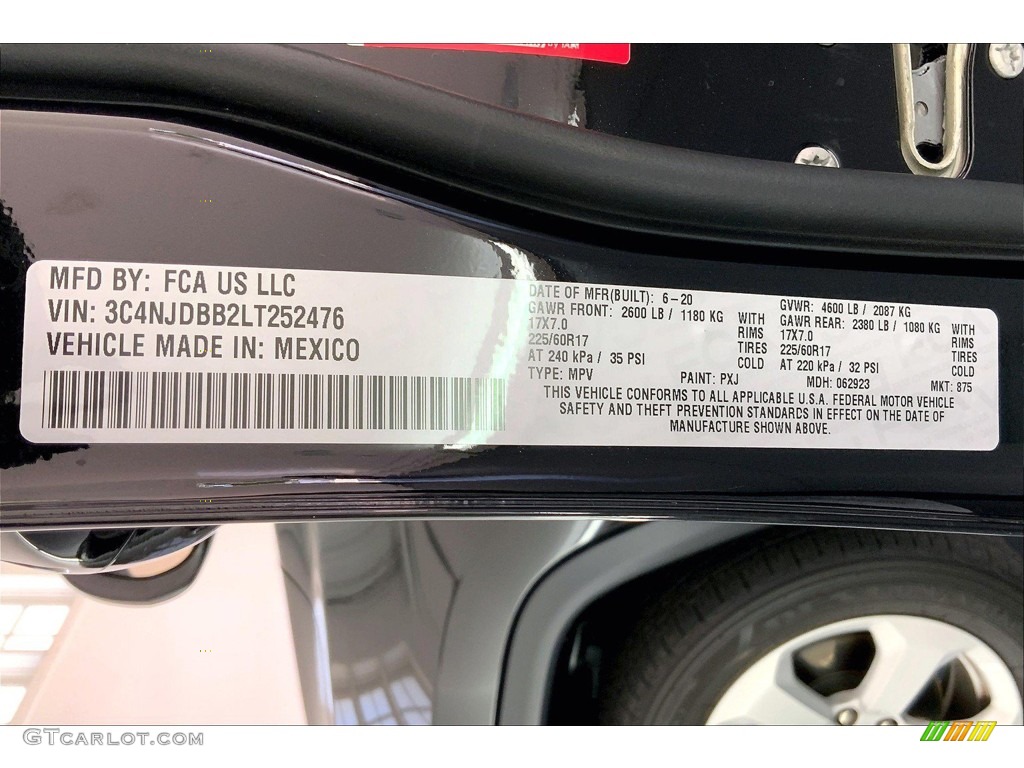 MFD BY: FCA US LLC
VIN: 3C4NJDBB2LT252476
VEHICLE MADE IN: MEXICO
DATE OF MFR(BUILT): 6-20
GAWR FRONT: 2600 LB / 1180 KG WITH
17X7.0 RIMS
225/60R17 TIRES
AT 240 kPa / 35 PSI COLD
GVWR: 4600 LB / 2087 KG
GAWR REAR: 2380 LB / 1080 KG WITH
17X7.0 RIMS
225/60R17 TIRES
AT 220 kPa / 32 PSI COLD
TYPE: MPV PAINT: PXJ MDH: 062923 MKT: 875
THIS VEHICLE CONFORMS TO ALL APPLICABLE U.S.A. FEDERAL MOTOR VEHICLE
SAFETY AND THEFT PREVENTION STANDARDS IN EFFECT ON THE DATE OF
MANUFACTURE SHOWN ABOVE.
GTcarlot.com